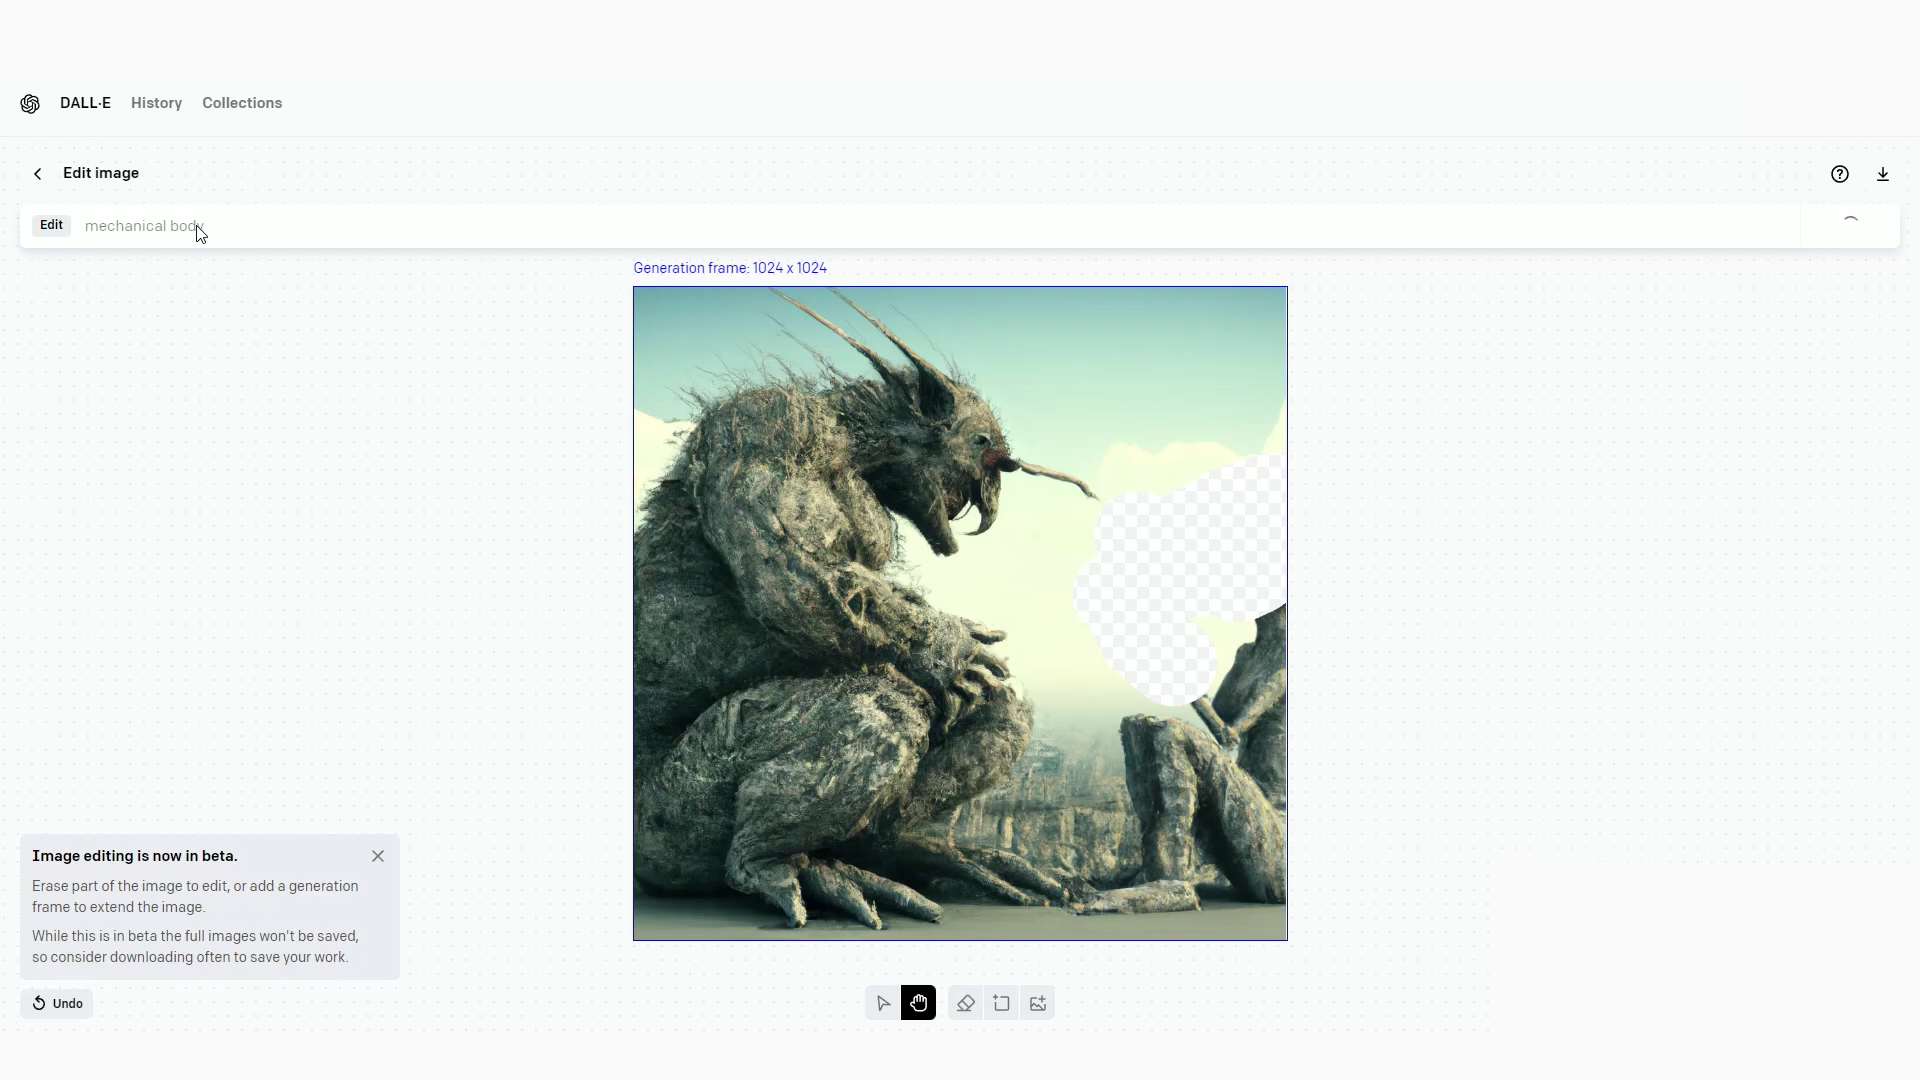 DALL·E History Collections
Edit image
Edit mechanical body
Generation frame: 1024 x 1024
Image editing is now in beta.
Erase part of the image to edit, or add a generation
frame to extend the image.
While this is in beta the full images won't be saved,
so consider downloading often to save your work.
Undo